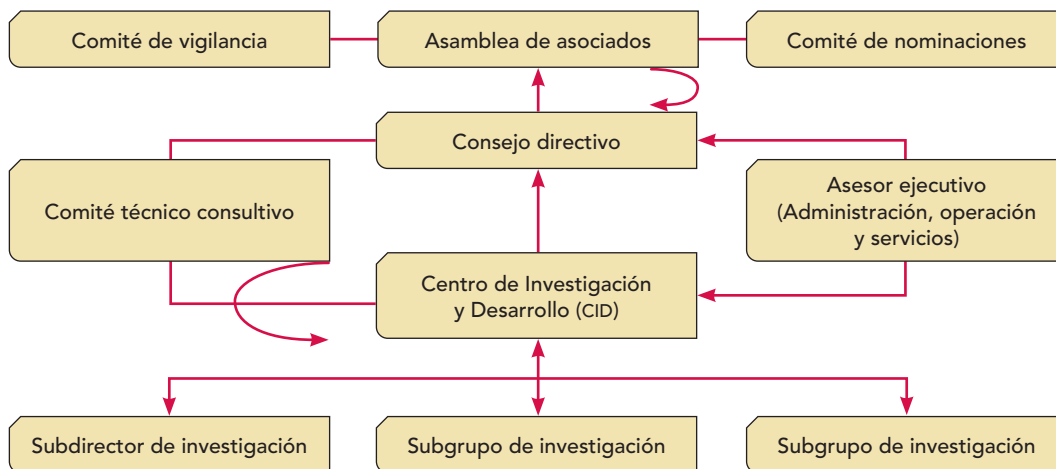 Comité de vigilancia
Asamblea de asociados
Comité de nominaciones
Consejo directivo
Comité técnico consultivo
Asesor ejecutivo
(Administración, operación
y servicios)
Centro de Investigación
y Desarrollo (CID)
Subdirector de investigación
Subgrupo de investigación
Subgrupo de investigación